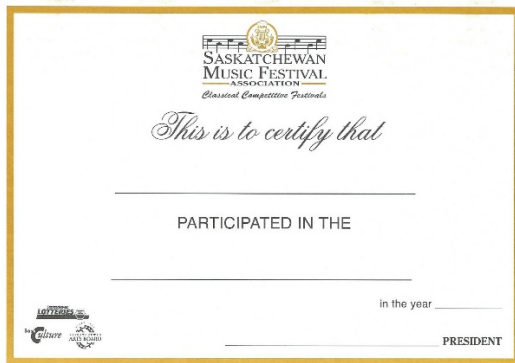 SASKATCHEWAN
MUSIC FESTIVAL
ASSOCIATION
Classical Competitive Festivals
This is to certify that
PARTICIPATED IN THE
in the year
LOTTERIES
Culture
ARTS BOARD
PRESIDENT